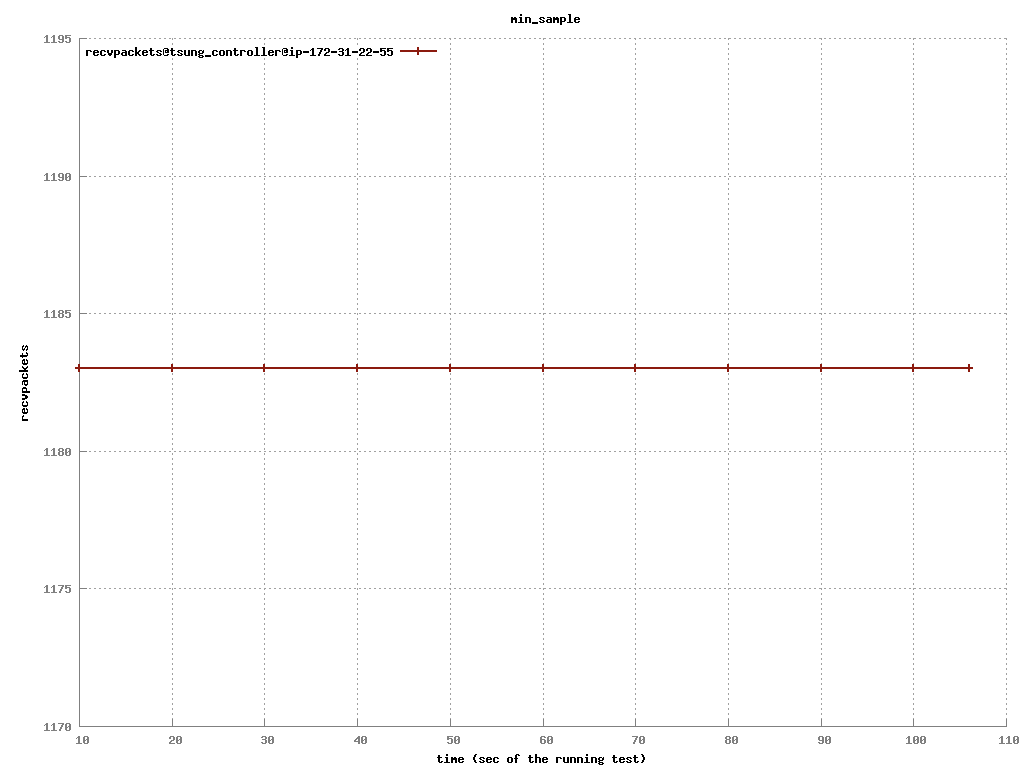 min_sample
1195
recvpackets@tsung_controller@ip-172-31-22-55
1190
1185
recvpackets
1180
1175
1170
10 20 30 40 50 60 70 80 90 100 110
time (sec of the running test)